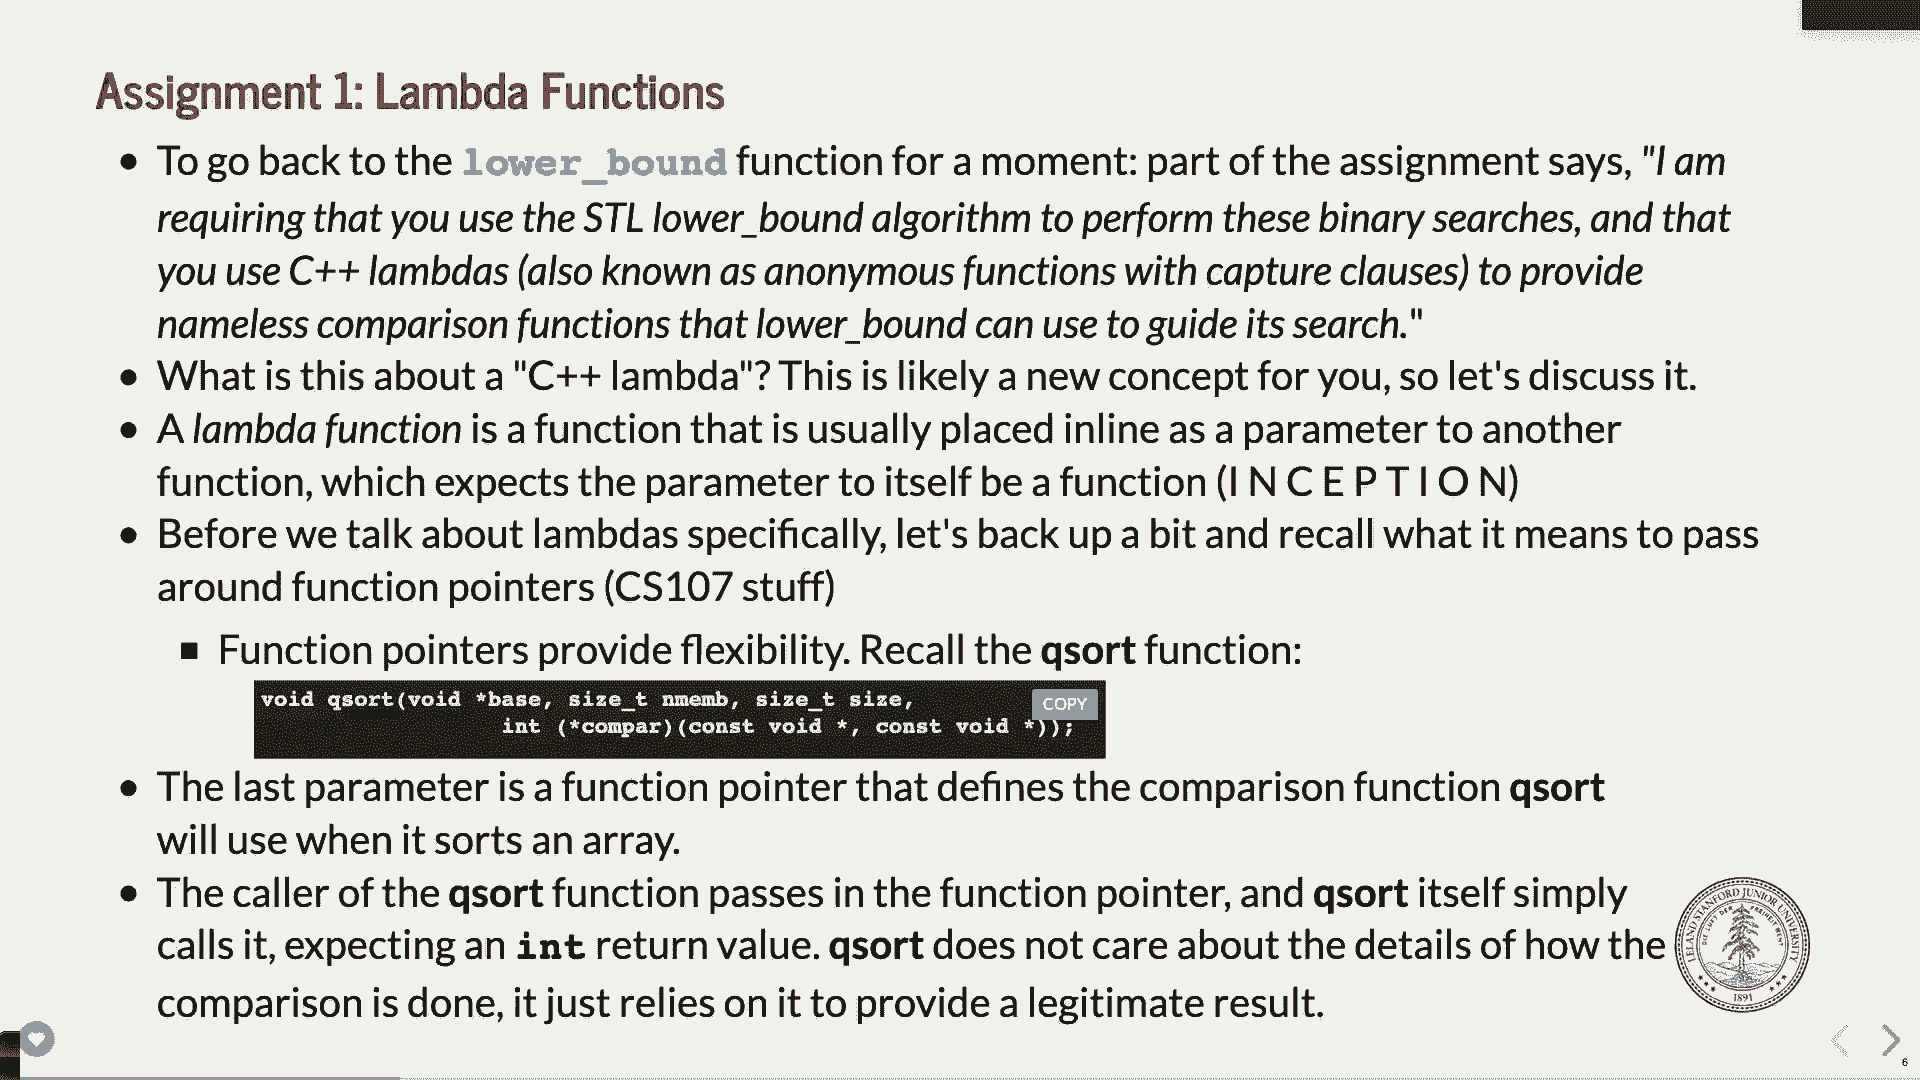 Assignment 1: Lambda Functions
• To go back to the lower_bound function for a moment: part of the assignment says, "I am
requiring that you use the STL lower_bound algorithm to perform these binary searches, and that
you use C++ lambdas (also known as anonymous functions with capture clauses) to provide
nameless comparison functions that lower_bound can use to guide its search."
• What is this about a "C++ lambda"? This is likely a new concept for you, so let's discuss it.
• A lambda function is a function that is usually placed inline as a parameter to another
function, which expects the parameter to itself be a function (I N C E P T I O N)
• Before we talk about lambdas specifically, let's back up a bit and recall what it means to pass
around function pointers (CS107 stuff)
▪ Function pointers provide flexibility. Recall the qsort function:
void qsort(void *base, size_t nmemb, size_t size,
COPY
int (*compar)(const void *, const void *));
• The last parameter is a function pointer that defines the comparison function qsort
will use when it sorts an array.
• The caller of the qsort function passes in the function pointer, and qsort itself simply
calls it, expecting an int return value. qsort does not care about the details of how the
comparison is done, it just relies on it to provide a legitimate result.
LELAND STANFORD JUNIOR UNIVERSITY
DIE LUFT DER FREIHEIT WEHT
1891
6